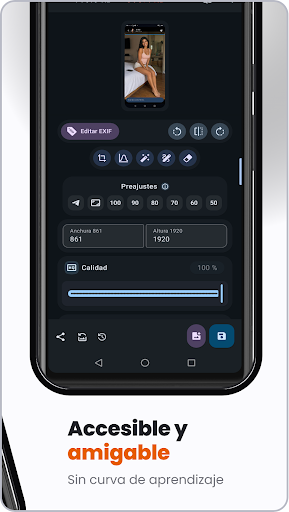 Editar EXIF
Preajustes
100 90 80 70 60 50
Anchura 861 Altura 1920
861 1920
Calidad 100 %
Accesible y
amigable
Sin curva de aprendizaje